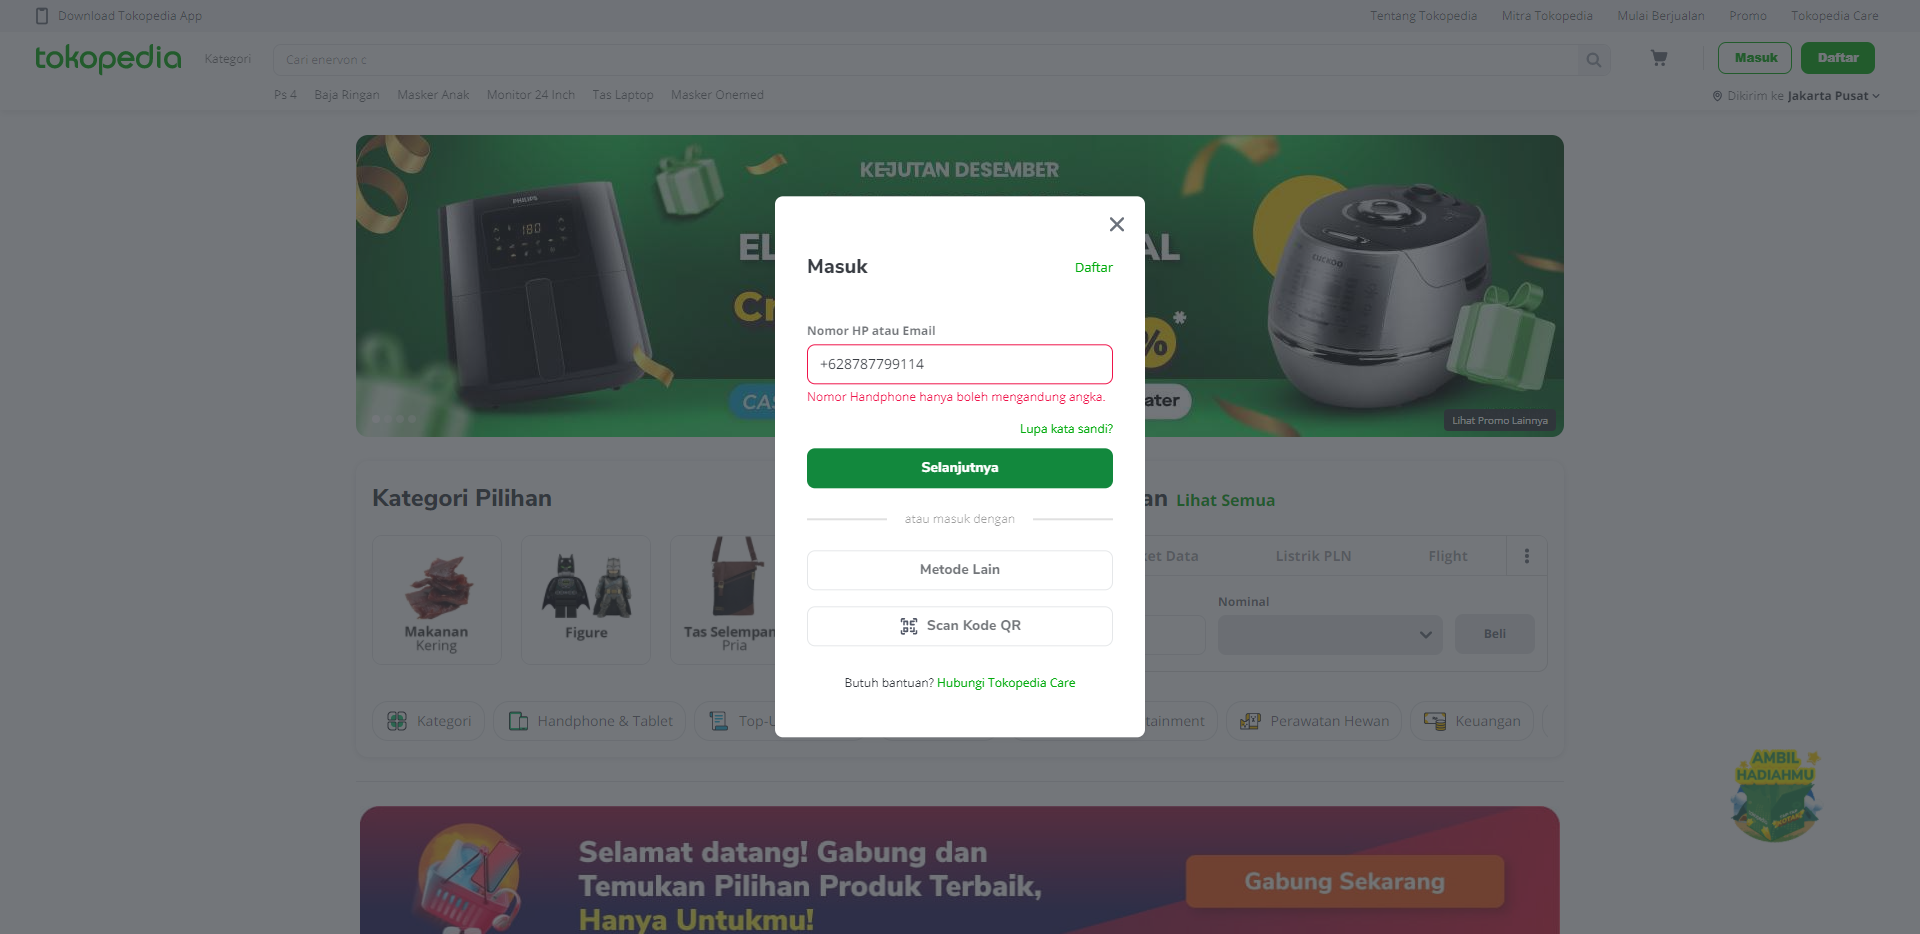 Download Tokopedia App
Tentang Tokopedia
Mitra Tokopedia
Mulai Berjualan
Promo
Tokopedia Care
tokopedia
Kategori
Cari enervon c
Masuk
Daftar
Ps 4
Baja Ringan
Masker Anak
Monitor 24 Inch
Tas Laptop
Masker Onemed
Dikirim ke Jakarta Pusat
KEJUTAN DESEMBER
PHILIPS
180
CUCKOO
EL
AL
Cr
%*
CAS
ater
Lihat Promo Lainnya
Masuk
Daftar
Nomor HP atau Email
+628787799114
Nomor Handphone hanya boleh mengandung angka.
Lupa kata sandi?
Selanjutnya
atau masuk dengan
Metode Lain
Scan Kode QR
Butuh bantuan? Hubungi Tokopedia Care
Kategori Pilihan
an
Lihat Semua
Makanan
Kering
Figure
Tas Selempan
Pria
et Data
Listrik PLN
Flight
Nominal
Beli
Kategori
Handphone & Tablet
Top-U
tainment
Perawatan Hewan
Keuangan
AMBIL
HADIAHMU
Selamat datang! Gabung dan
Temukan Pilihan Produk Terbaik,
Hanya Untukmu!
Gabung Sekarang